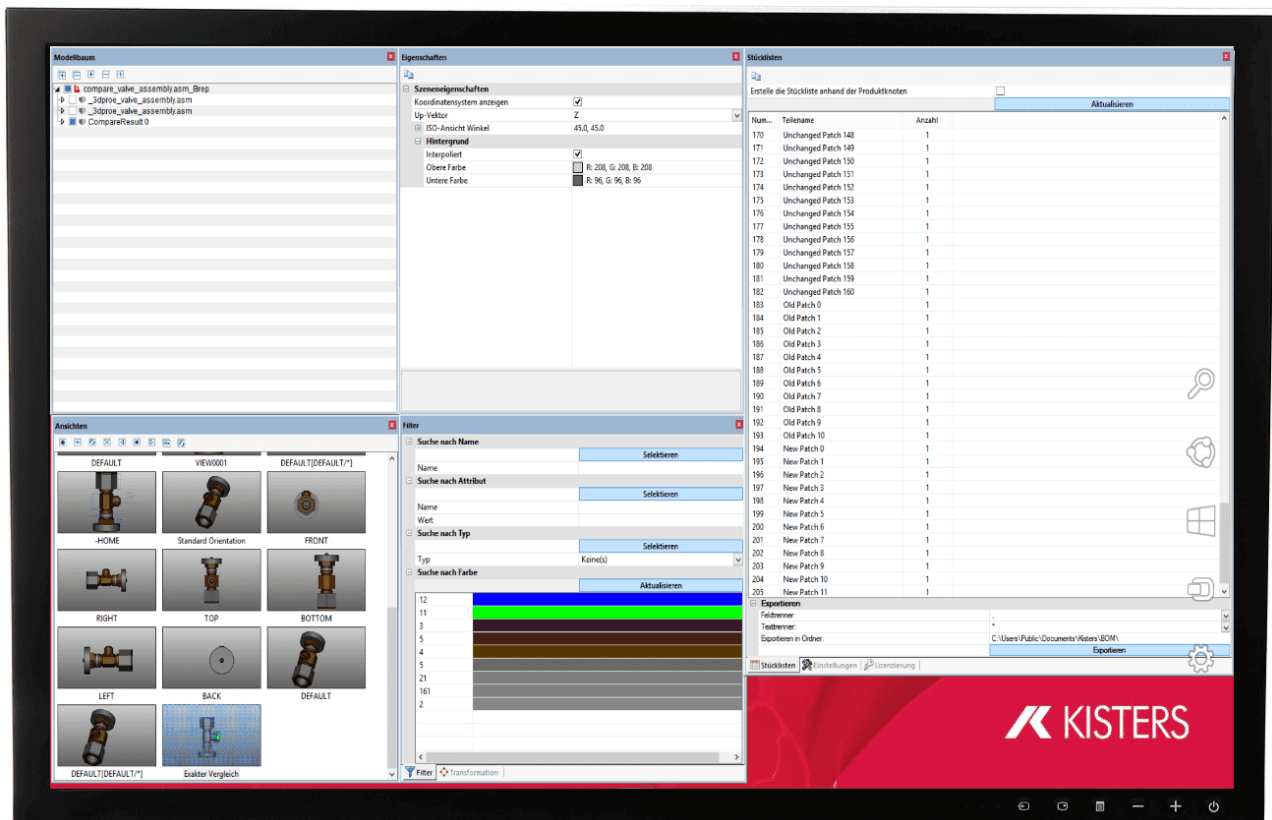 Modellbaum
compare_valve_assembly.asm_Brep
_3dproe_valve_assembly.asm
_3dproe_valve_assembly.asm
CompareResult 0
Eigenschaften
Szeneneigenschaften
Koordinatensystem anzeigen
Up-Vektor Z
ISO-Ansicht Winkel 45.0, 45.0
Hintergrund
Interpoliert
Obere Farbe R: 208, G: 208, B: 208
Untere Farbe R: 96, G: 96, B: 96
Stücklisten
Erstelle die Stückliste anhand der Produktknoten
Aktualisieren
Num... Teilename Anzahl
170 Unchanged Patch 148 1
171 Unchanged Patch 149 1
172 Unchanged Patch 150 1
173 Unchanged Patch 151 1
174 Unchanged Patch 152 1
175 Unchanged Patch 153 1
176 Unchanged Patch 154 1
177 Unchanged Patch 155 1
178 Unchanged Patch 156 1
179 Unchanged Patch 157 1
180 Unchanged Patch 158 1
181 Unchanged Patch 159 1
182 Unchanged Patch 160 1
183 Old Patch 0 1
184 Old Patch 1 1
185 Old Patch 2 1
186 Old Patch 3 1
187 Old Patch 4 1
188 Old Patch 5 1
189 Old Patch 6 1
190 Old Patch 7 1
191 Old Patch 8 1
192 Old Patch 9 1
193 Old Patch 10 1
194 New Patch 0 1
195 New Patch 1 1
196 New Patch 2 1
197 New Patch 3 1
198 New Patch 4 1
199 New Patch 5 1
200 New Patch 6 1
201 New Patch 7 1
202 New Patch 8 1
203 New Patch 9 1
204 New Patch 10 1
205 New Patch 11 1
Exportieren
Feldtrenner: ,
Texttrenner: "
Exportieren in Ordner: C:\Users\Public\Documents\Kisters\BOM\
Exportieren
Stücklisten Einstellungen Lizenzierung
Ansichten
DEFAULT VIEW0001 DEFAULT[DEFAULT/*]
-HOME Standard Orientation FRONT
RIGHT TOP BOTTOM
LEFT BACK DEFAULT
DEFAULT[DEFAULT/*] Exakter Vergleich
Filter
Suche nach Name
Selektieren
Name
Suche nach Attribut
Selektieren
Name
Wert
Suche nach Typ
Selektieren
Typ Keine(s)
Suche nach Farbe
Aktualisieren
12
11
3
5
4
5
21
161
2
Filter Transformation
KISTERS